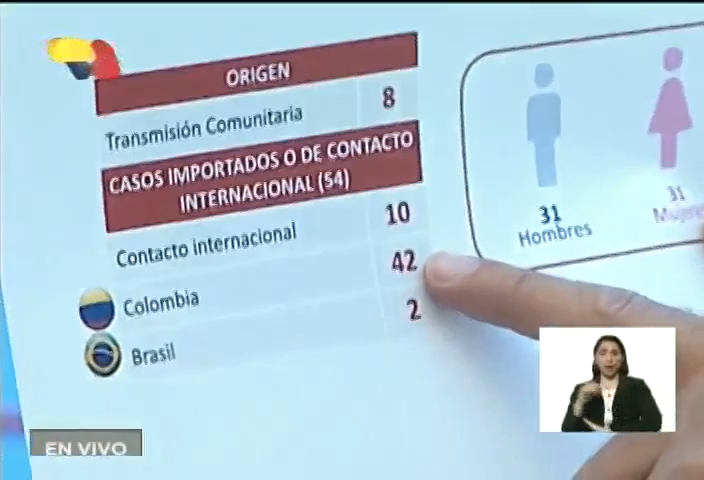 ORIGEN
Transmisión Comunitaria 8
CASOS IMPORTADOS O DE CONTACTO
INTERNACIONAL (54)
Contacto internacional 10
Colombia 42
Brasil 2
31
Hombres
31
Mujeres
EN VIVO